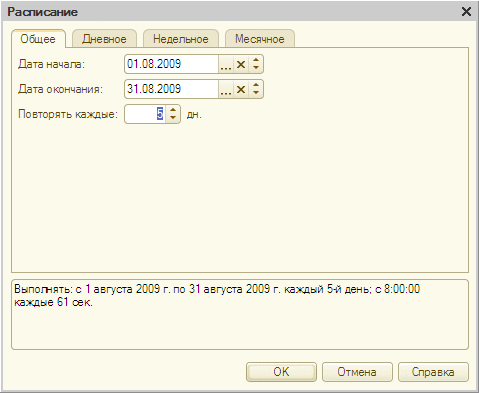 Расписание
Общее Дневное Недельное Месячное
Дата начала: 01.08.2009 ...
Дата окончания: 31.08.2009 ...
Повторять каждые: 5 дн.
Выполнять: с 1 августа 2009 г. по 31 августа 2009 г. каждый 5-й день; с 8:00:00
каждые 61 сек.
OK Отмена Справка